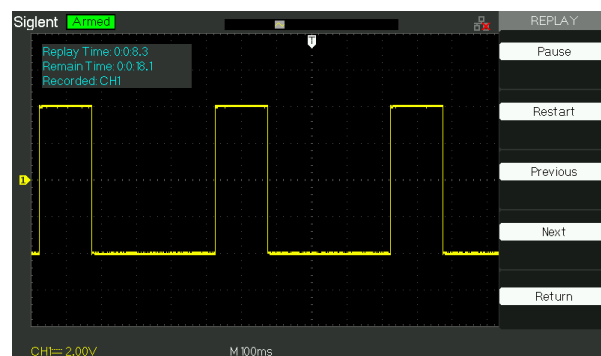 Siglent Armed
REPLAY
T
Replay Time: 0:0:8.3
Remain Time: 0:0:18.1
Recorded: CH1
Pause
Restart
Previous
1
Next
Return
CH1 2.00V M 100ms